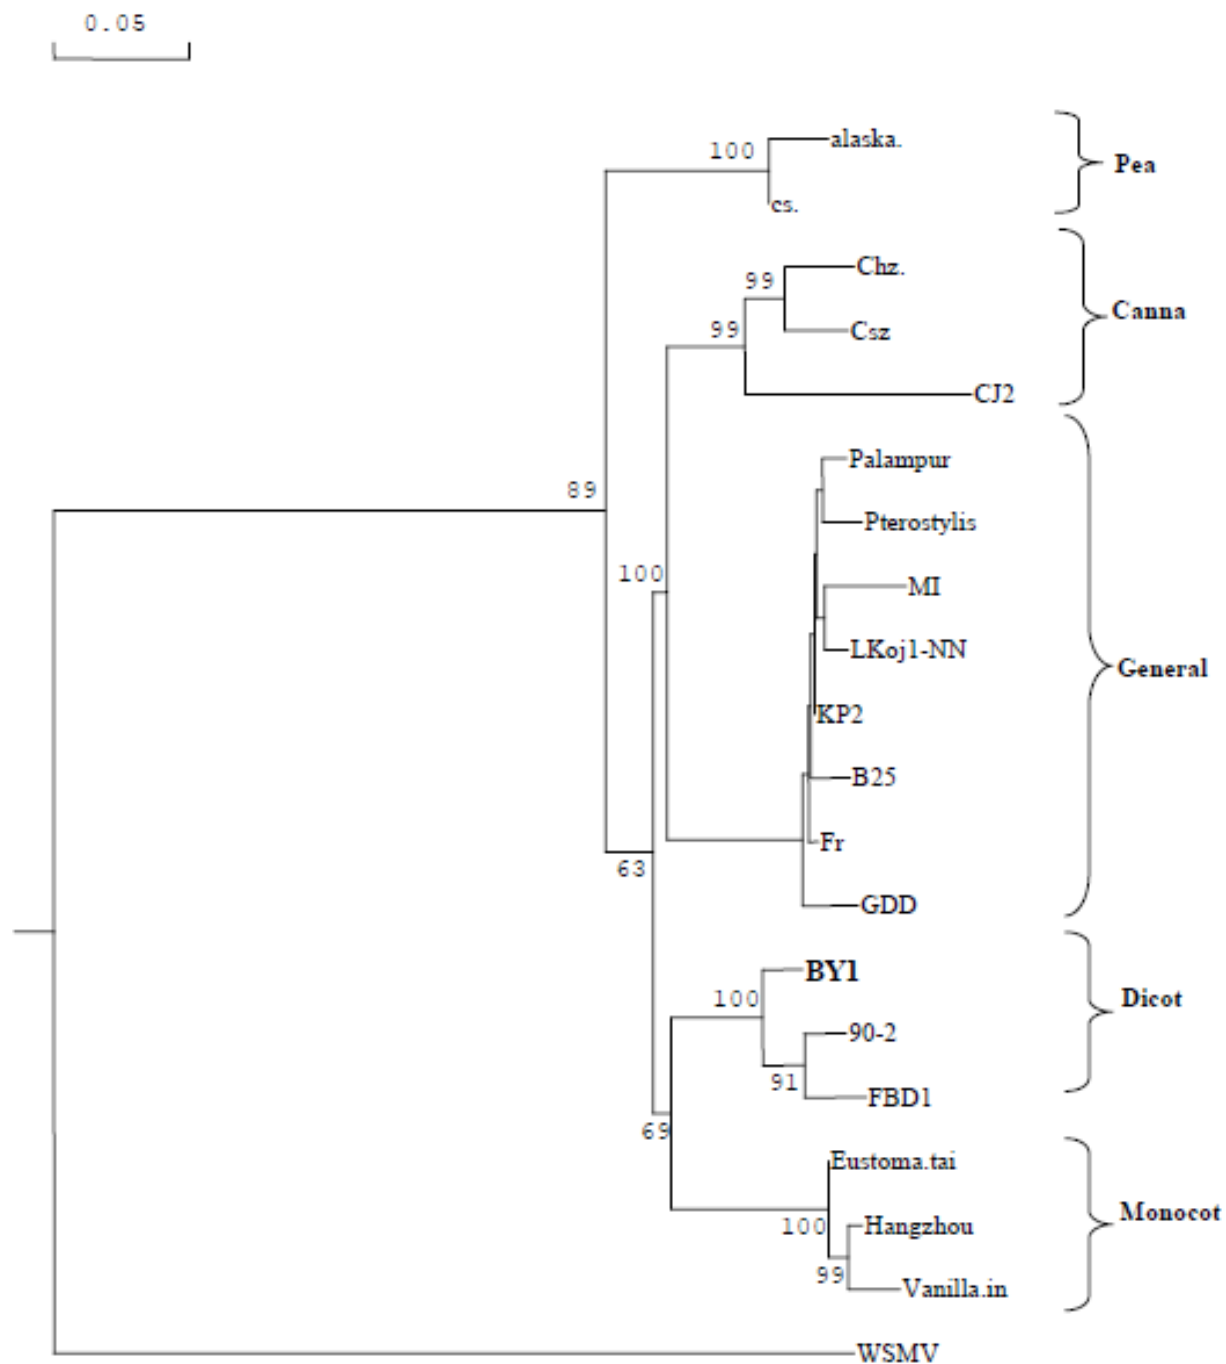 0.05
alaska.
100
Pea
cs.
Chz.
99
Canna
Csz
99
CJ2
Palampur
89
Pterostylis
100
MI
LKoj1-NN
General
KP2
B25
Fr
63
GDD
BY1
100
Dicot
90-2
91
FBD1
69
Eustoma.tai
Monocot
100
Hangzhou
99
Vanilla.in
WSMV